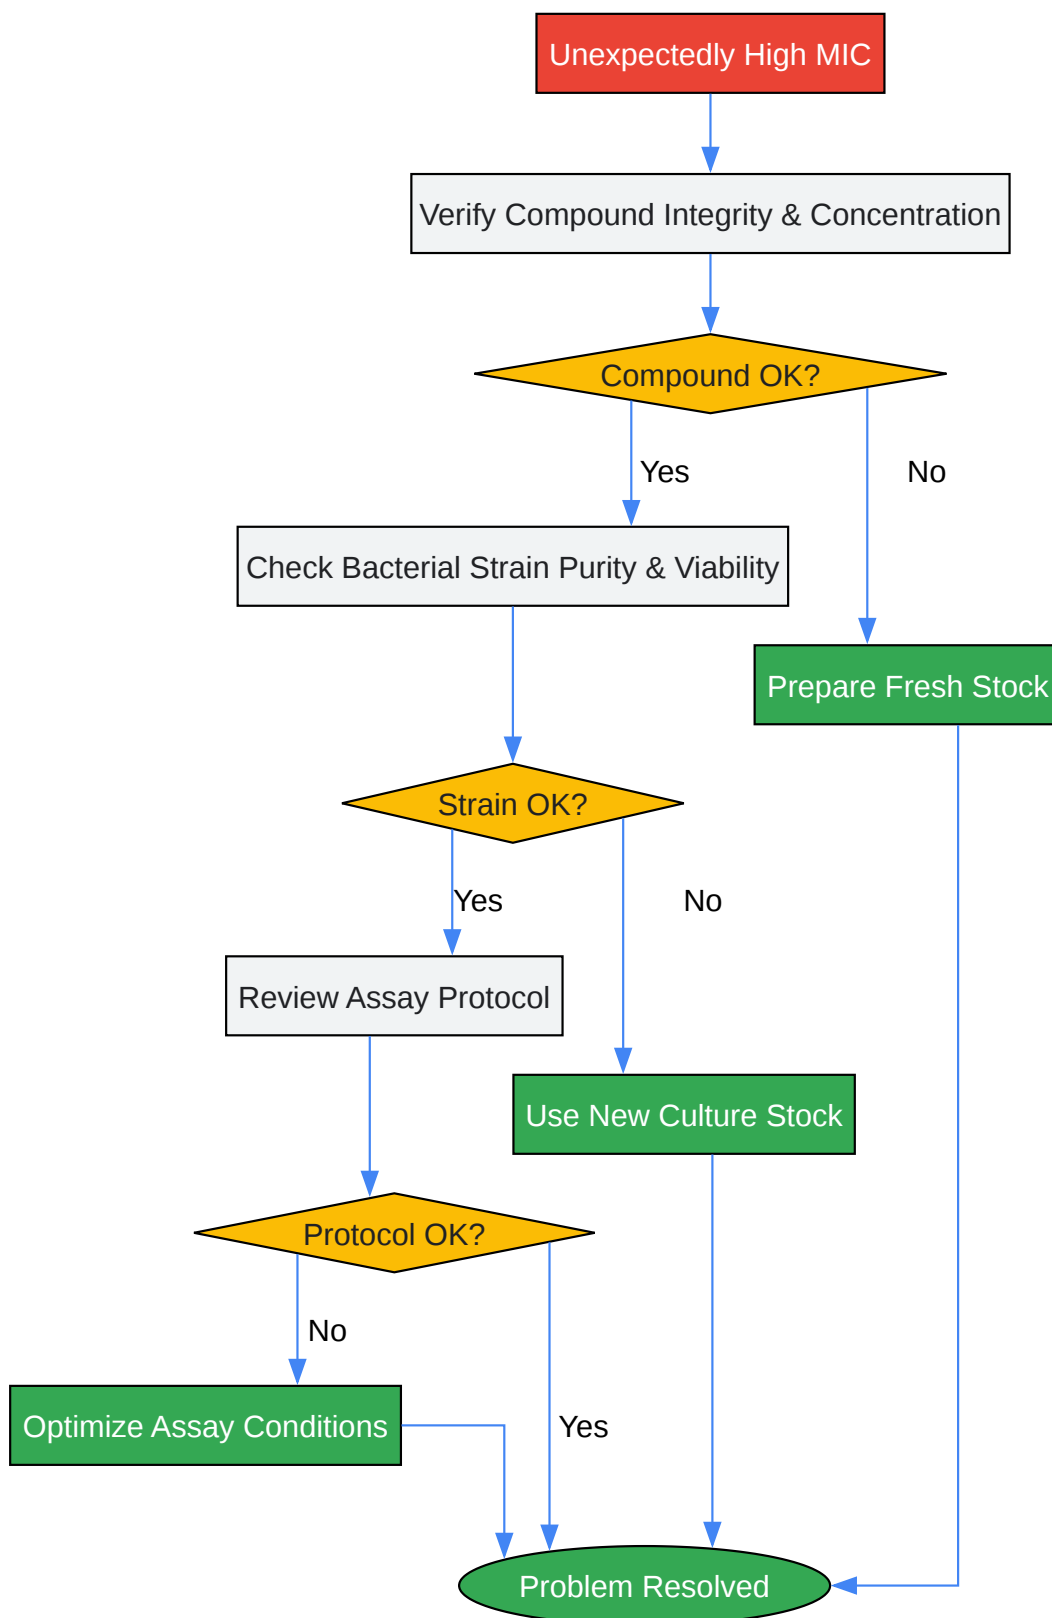 Unexpectedly High MIC
Verify Compound Integrity & Concentration
Compound OK?
Yes
No
Check Bacterial Strain Purity & Viability
Prepare Fresh Stock
Strain OK?
Yes
No
Review Assay Protocol
Use New Culture Stock
Protocol OK?
No
Optimize Assay Conditions
Yes
Problem Resolved